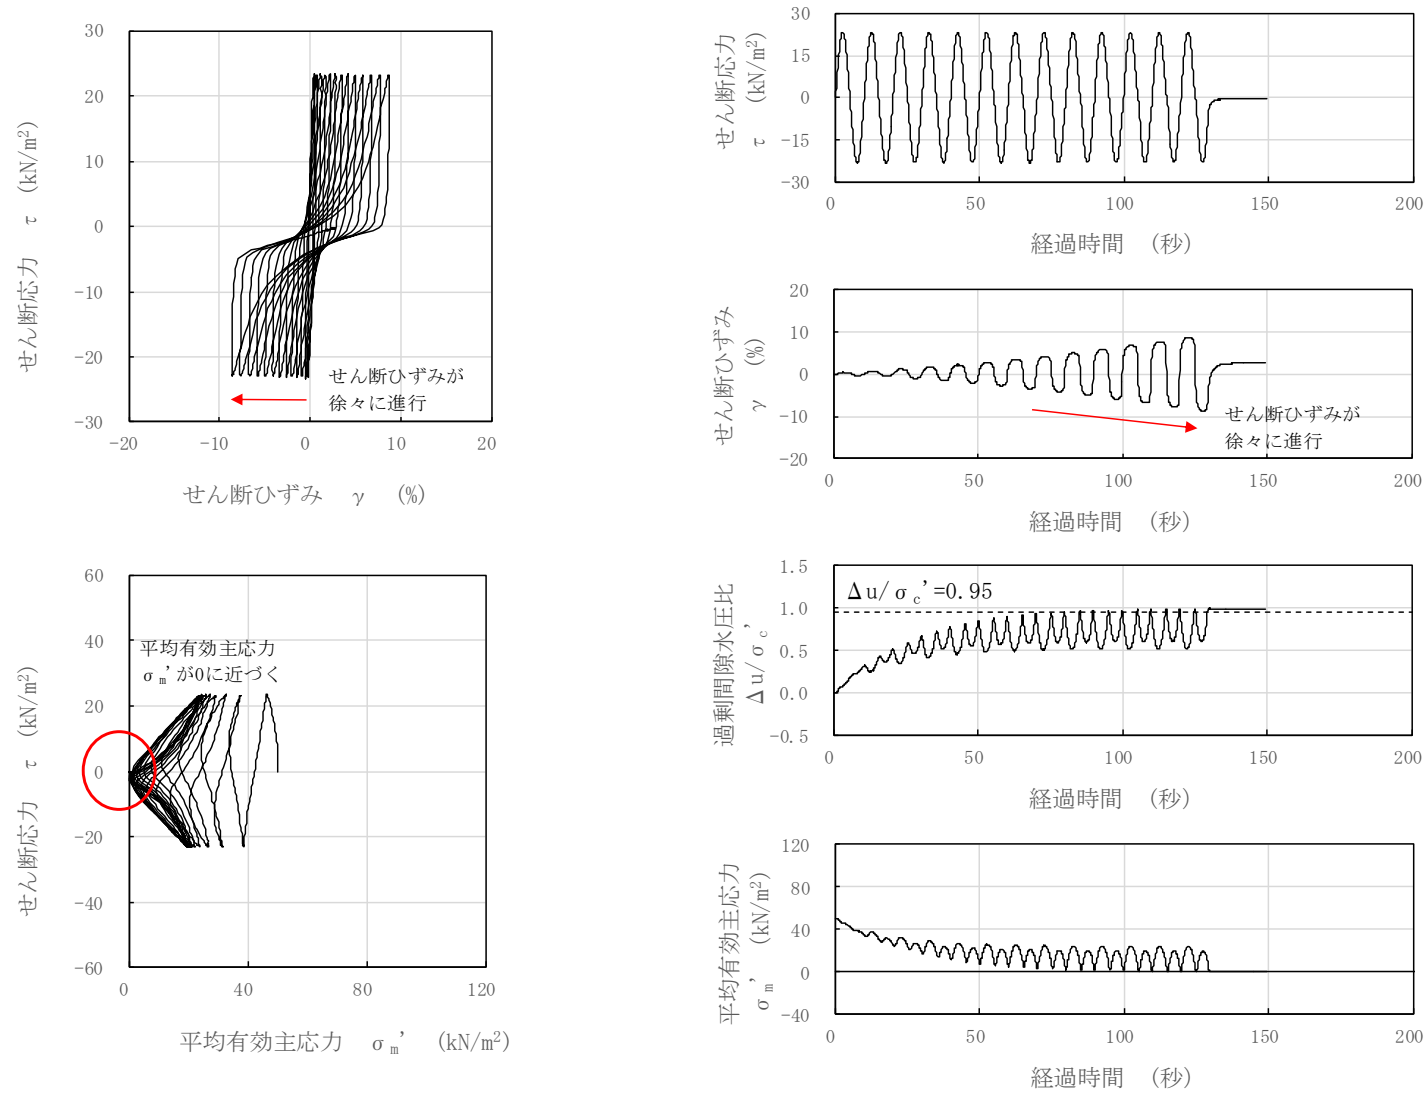 30
20
10
0
-10
-20
-30
-20
-10
0
10
20
せん断応力 τ (kN/m²)
せん断ひずみ γ (%)
せん断ひずみが
徐々に進行
30
15
0
-15
-30
0
50
100
150
200
せん断応力
τ (kN/m²)
経過時間 (秒)
20
10
0
-10
-20
0
50
100
150
200
せん断ひずみ
γ (%)
せん断ひずみが
徐々に進行
経過時間 (秒)
60
40
20
0
-20
-40
-60
0
40
80
120
せん断応力 τ (kN/m²)
平均有効主応力
σm'が0に近づく
平均有効主応力 σm' (kN/m²)
1.5
1.0
0.5
0.0
-0.5
0
50
100
150
200
過剰間隙水圧比
Δu/σc'
Δu/σc'=0.95
経過時間 (秒)
120
80
40
0
-40
0
50
100
150
200
平均有効主応力
σm' (kN/m²)
経過時間 (秒)